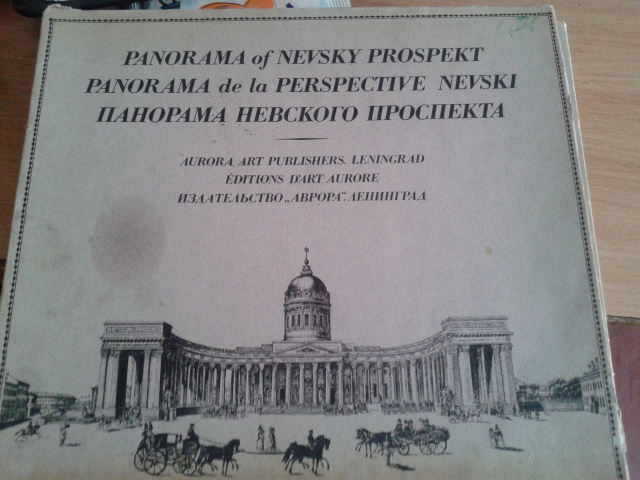 PANORAMA of NEVSKY PROSPEKT
PANORAMA de la PERSPECTIVE NEVSKI
ПАНОРАМА НЕВСКОГО ПРОСПЕКТА
AURORA ART PUBLISHERS. LENINGRAD
ÉDITIONS D'ART AURORE
ИЗДАТЕЛЬСТВО „АВРОРА". ЛЕНИНГРАД